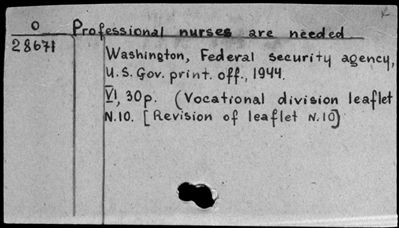 O Professional nurses are needed
28671 Washington, Federal security agency,
U.S. Gov. print. off., 1944.
VI, 30p. (Vocational division leaflet
N.10. [Revision of leaflet N.10)